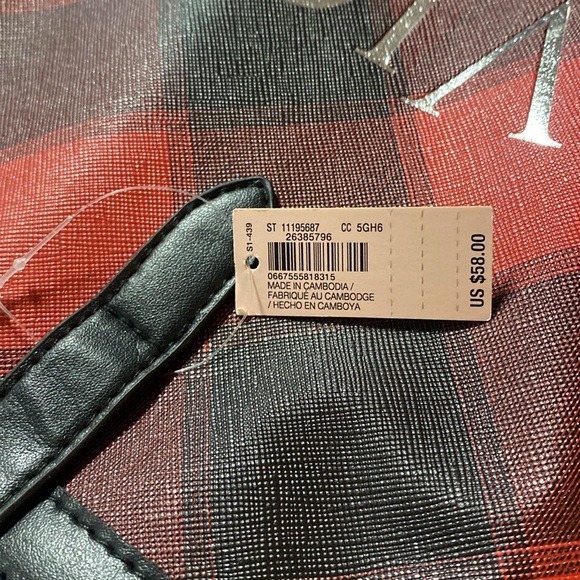 S1-439
ST 11195687 CC 5GH6
26385796
0667555818315
MADE IN CAMBODIA /
FABRIQUÉ AU CAMBODGE
/ HECHO EN CAMBOYA
US $58.00